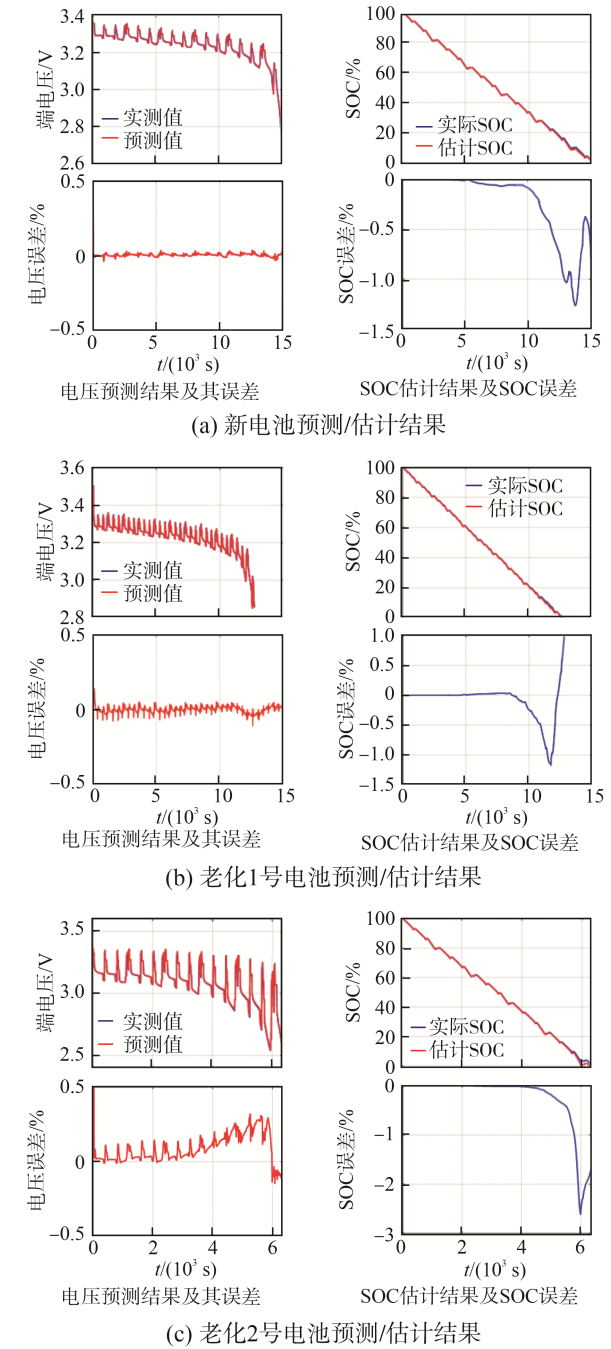 3.4
3.2
3.0
2.8
2.6
端电压/V
实测值
预测值
100
80
60
40
20
0
SOC/%
实际SOC
估计SOC
0.5
0
−0.5
电压误差/%
0 5 10 15
t/(10³ s)
电压预测结果及其误差
0
−0.5
−1.0
−1.5
SOC误差/%
0 5 10 15
t/(10³ s)
SOC估计结果及SOC误差
(a) 新电池预测/估计结果
3.6
3.4
3.2
3.0
2.8
端电压/V
实测值
预测值
100
80
60
40
20
0
SOC/%
实际SOC
估计SOC
0.5
0
−0.5
电压误差/%
0 5 10 15
t/(10³ s)
电压预测结果及其误差
1.0
0.5
0
−0.5
−1.0
−1.5
SOC误差/%
0 5 10 15
t/(10³ s)
SOC估计结果及SOC误差
(b) 老化1号电池预测/估计结果
3.5
3.0
2.5
端电压/V
实测值
预测值
100
80
60
40
20
0
SOC/%
实际SOC
估计SOC
0.5
0
−0.5
电压误差/%
0 2 4 6
t/(10³ s)
电压预测结果及其误差
0
−1
−2
−3
SOC误差/%
0 2 4 6
t/(10³ s)
SOC估计结果及SOC误差
(c) 老化2号电池预测/估计结果